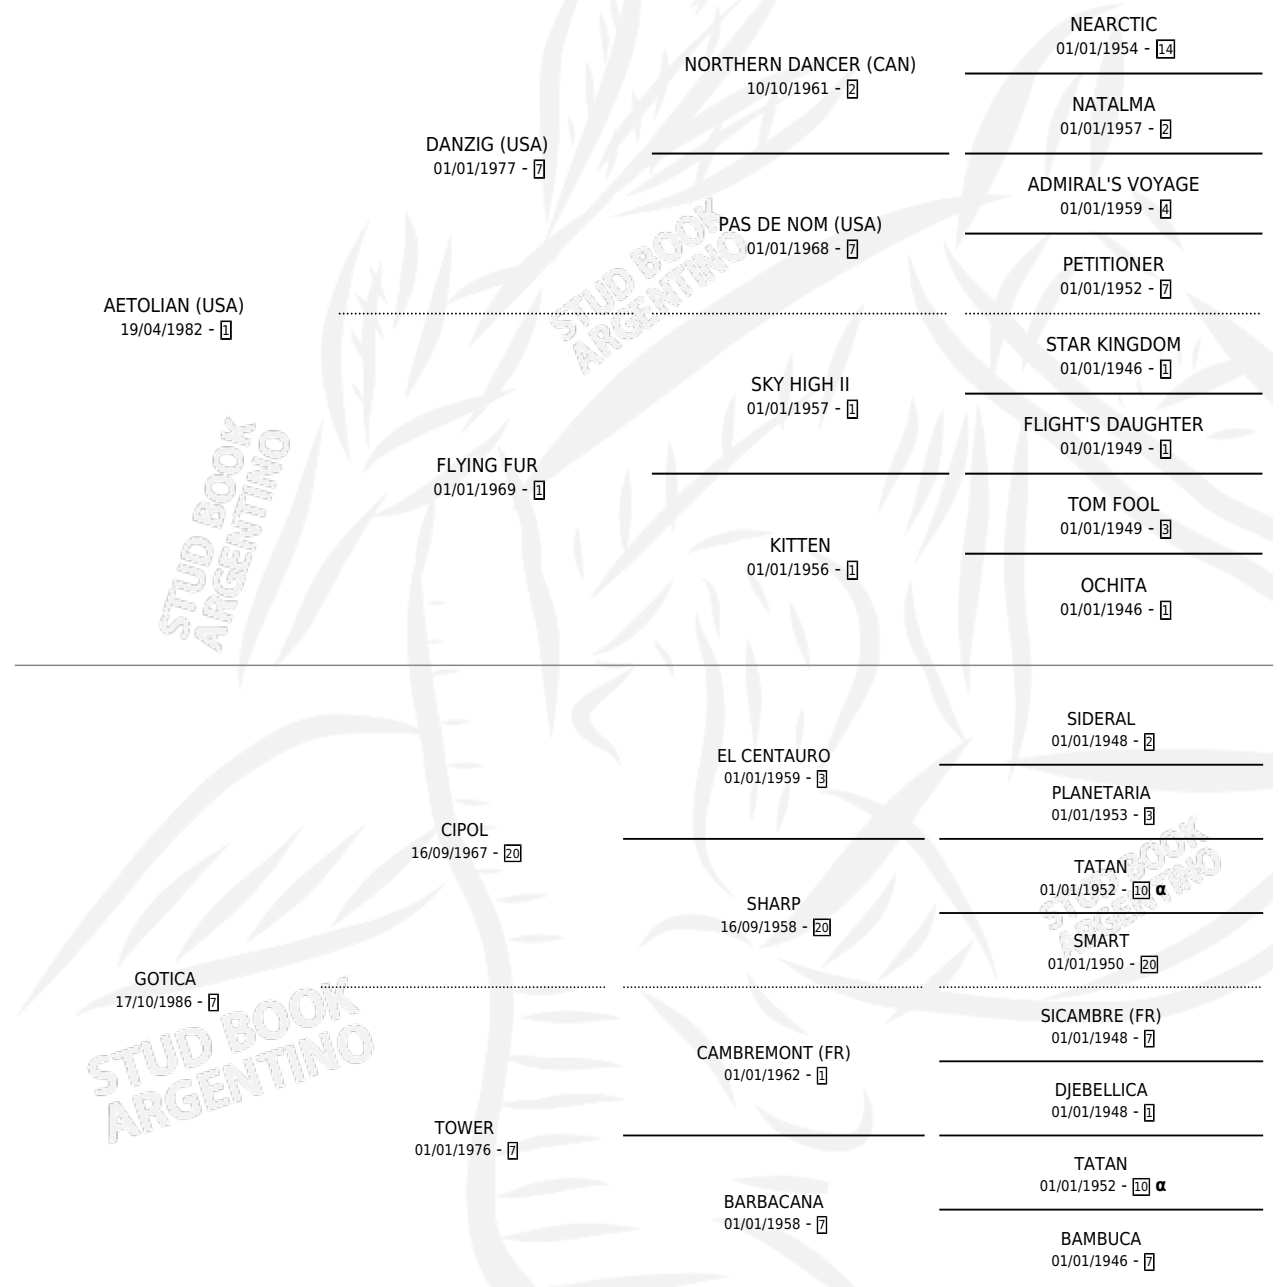 NEARCTIC
01/01/1954 - 14
NORTHERN DANCER (CAN)
10/10/1961 - 2
NATALMA
01/01/1957 - 2
DANZIG (USA)
01/01/1977 - 7
ADMIRAL'S VOYAGE
01/01/1959 - 4
PAS DE NOM (USA)
01/01/1968 - 7
PETITIONER
01/01/1952 - 7
AETOLIAN (USA)
19/04/1982 - 1
STAR KINGDOM
01/01/1946 - 1
SKY HIGH II
01/01/1957 - 1
FLIGHT'S DAUGHTER
01/01/1949 - 1
FLYING FUR
01/01/1969 - 1
TOM FOOL
01/01/1949 - 3
KITTEN
01/01/1956 - 1
OCHITA
01/01/1946 - 1
SIDERAL
01/01/1948 - 2
EL CENTAURO
01/01/1959 - 3
PLANETARIA
01/01/1953 - 3
CIPOL
16/09/1967 - 20
TATAN
01/01/1952 - 10 α
SHARP
16/09/1958 - 20
SMART
01/01/1950 - 20
GOTICA
17/10/1986 - 7
SICAMBRE (FR)
01/01/1948 - 7
CAMBREMONT (FR)
01/01/1962 - 1
DJEBELLICA
01/01/1948 - 1
TOWER
01/01/1976 - 7
TATAN
01/01/1952 - 10 α
BARBACANA
01/01/1958 - 7
BAMBUCA
01/01/1946 - 7
STUD BOOK
ARGENTINO
STUD BOOK
ARGENTINO
STUD BOOK
ARGENTINO
STUD BOOK
ARGENTINO